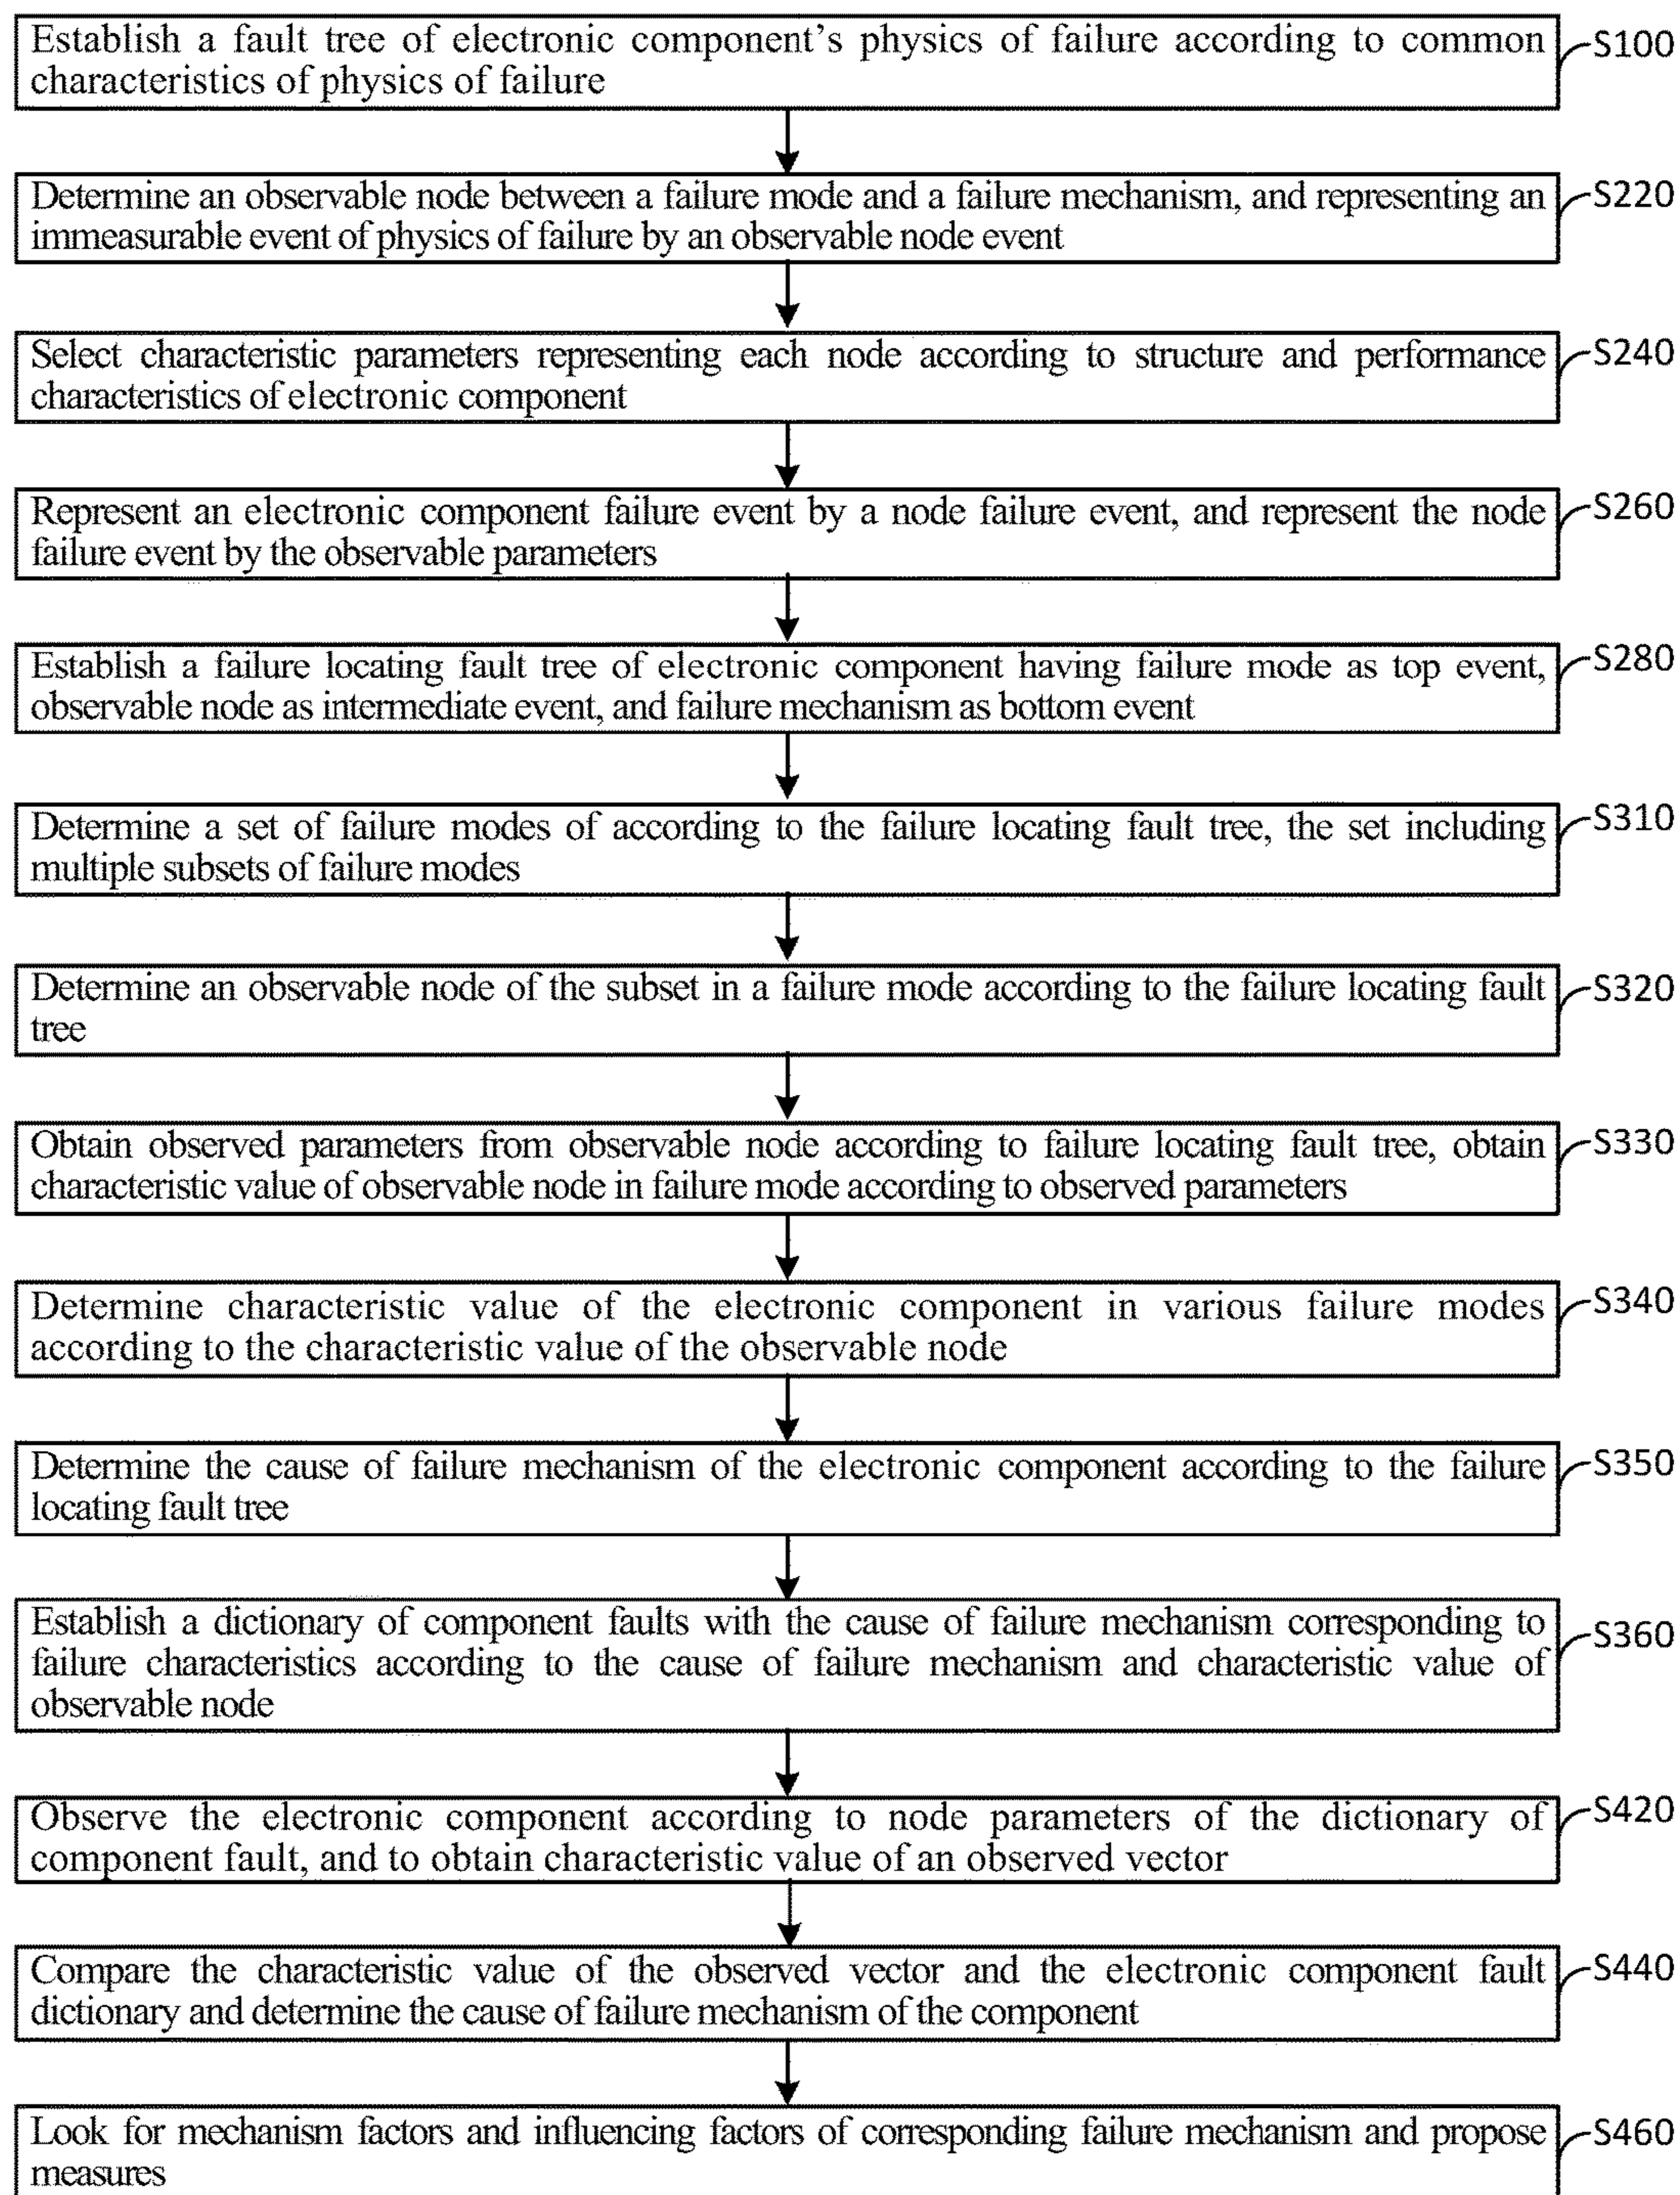 Establish a fault tree of electronic component's physics of failure according to common
characteristics of physics of failure
S100
Determine an observable node between a failure mode and a failure mechanism, and representing an
immeasurable event of physics of failure by an observable node event
S220
Select characteristic parameters representing each node according to structure and performance
characteristics of electronic component
S240
Represent an electronic component failure event by a node failure event, and represent the node
failure event by the observable parameters
S260
Establish a failure locating fault tree of electronic component having failure mode as top event,
observable node as intermediate event, and failure mechanism as bottom event
S280
Determine a set of failure modes of according to the failure locating fault tree, the set including
multiple subsets of failure modes
S310
Determine an observable node of the subset in a failure mode according to the failure locating fault
tree
S320
Obtain observed parameters from observable node according to failure locating fault tree, obtain
characteristic value of observable node in failure mode according to observed parameters
S330
Determine characteristic value of the electronic component in various failure modes
according to the characteristic value of the observable node
S340
Determine the cause of failure mechanism of the electronic component according to the failure
locating fault tree
S350
Establish a dictionary of component faults with the cause of failure mechanism corresponding to
failure characteristics according to the cause of failure mechanism and characteristic value of
observable node
S360
Observe the electronic component according to node parameters of the dictionary of
component fault, and to obtain characteristic value of an observed vector
S420
Compare the characteristic value of the observed vector and the electronic component fault
dictionary and determine the cause of failure mechanism of the component
S440
Look for mechanism factors and influencing factors of corresponding failure mechanism and propose
measures
S460